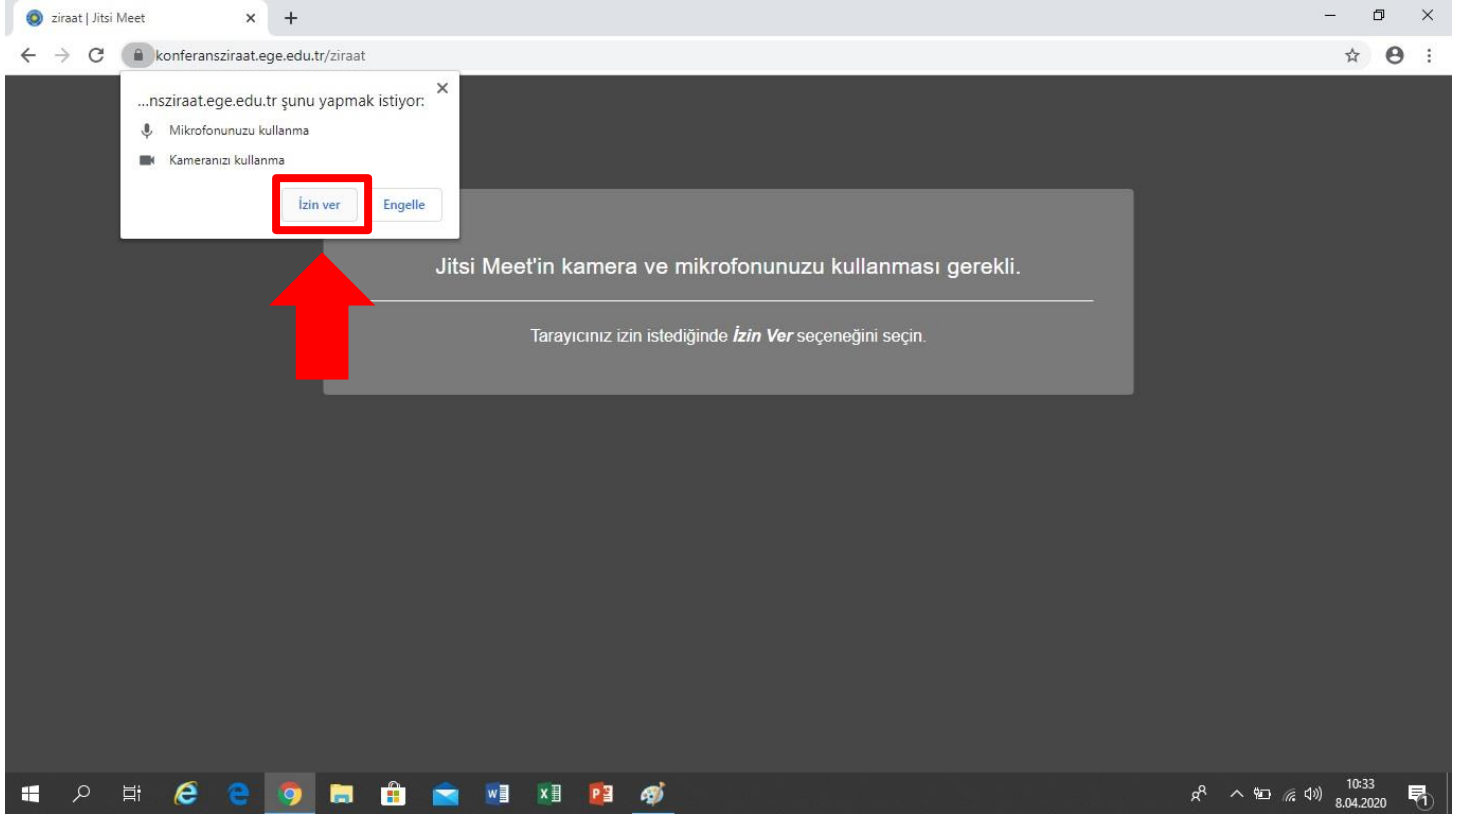 ziraat | Jitsi Meet
konferansziraat.ege.edu.tr/ziraat
...nsziraat.ege.edu.tr şunu yapmak istiyor:
Mikrofonunuzu kullanma
Kameranızı kullanma
İzin ver
Engelle
Jitsi Meet'in kamera ve mikrofonunuzu kullanması gerekli.
Tarayıcınız izin istediğinde İzin Ver seçeneğini seçin.
10:33
8.04.2020
1